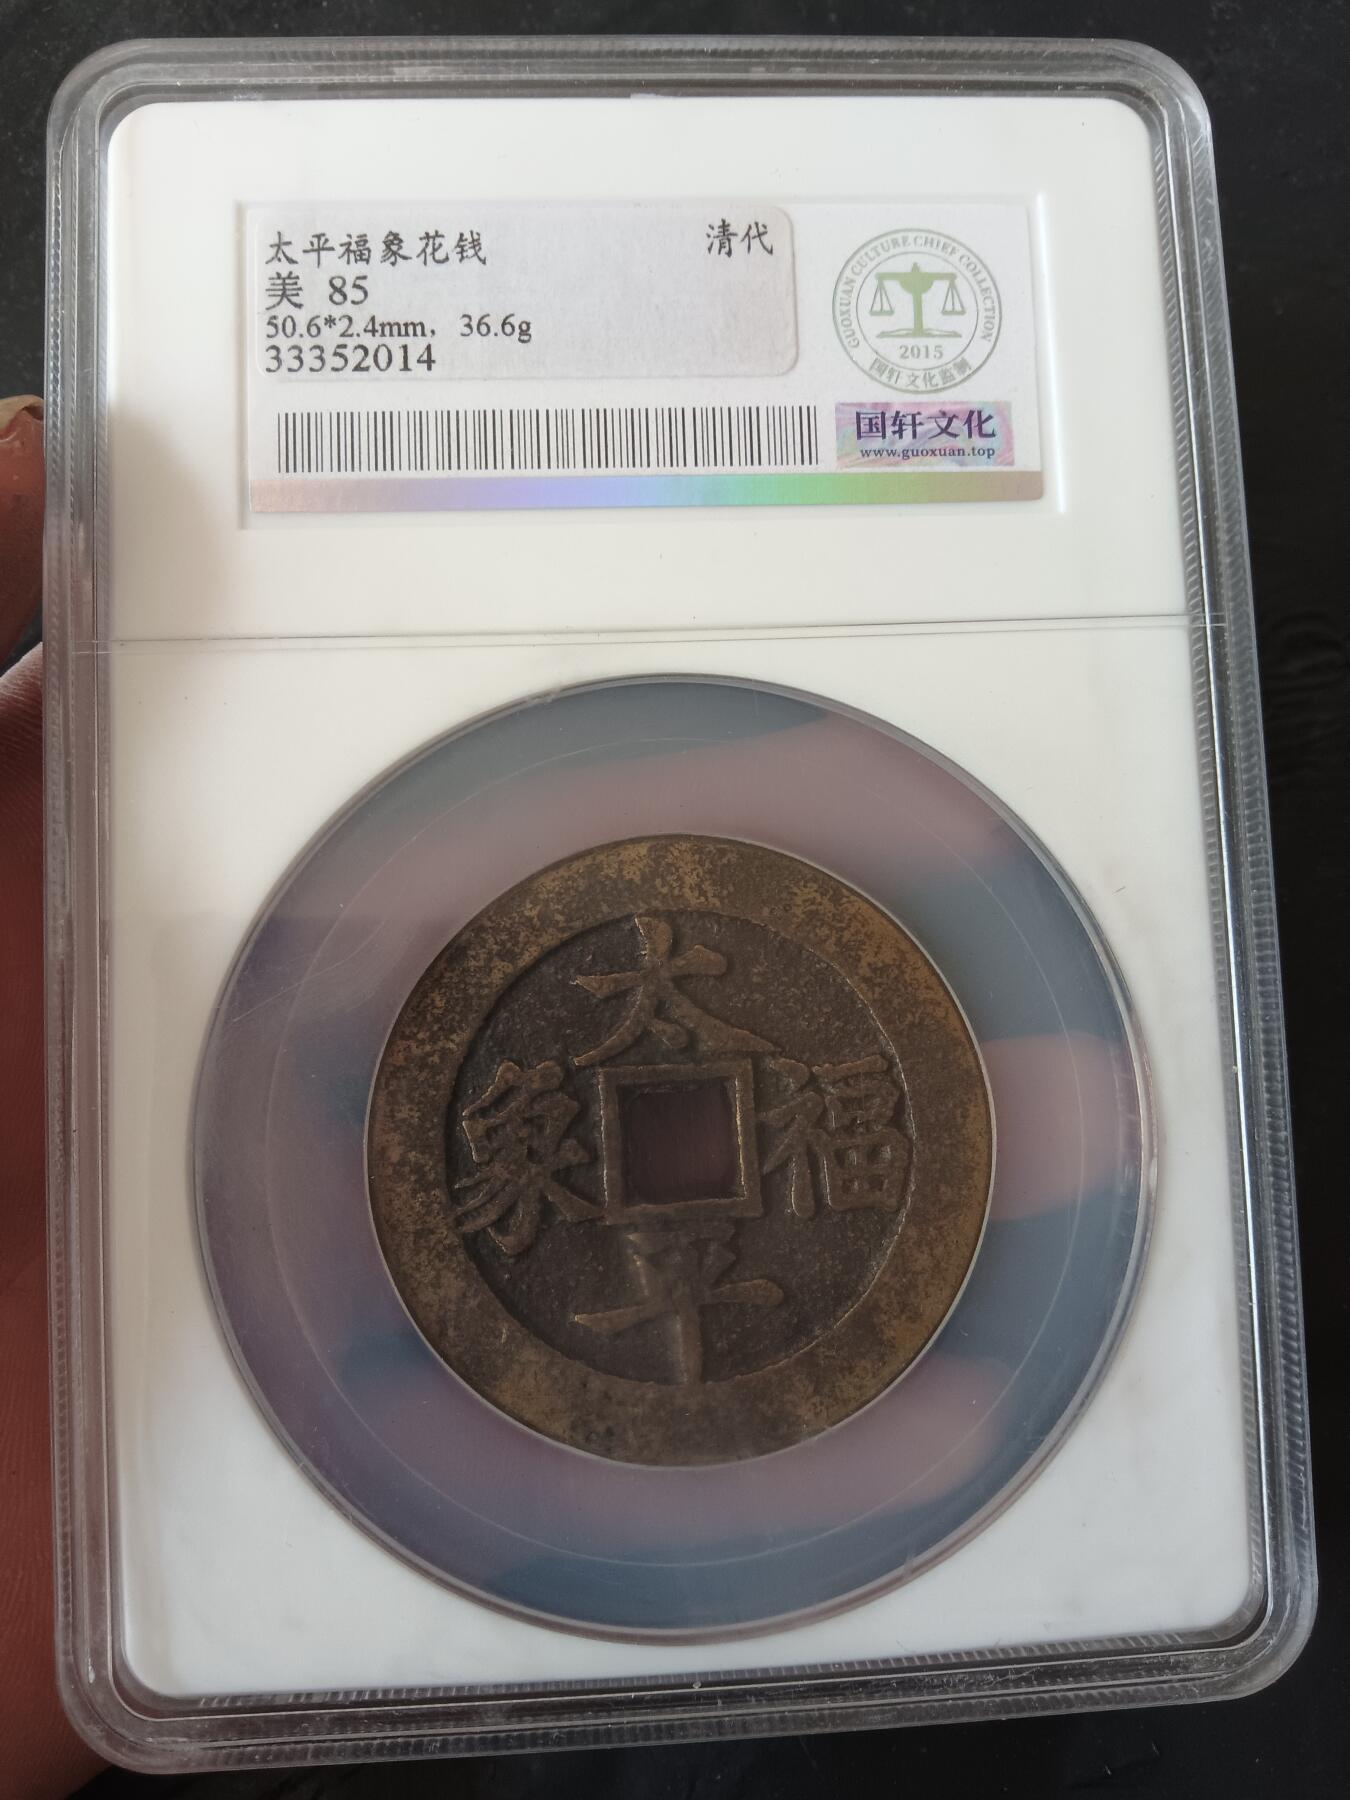 太平福象花钱 清代
美 85
50.6*2.4mm， 36.6g
33352014
GUOXUAN CULTURE CHIEF COLLECTION
2015
国轩文化监制
国轩文化
www.guoxuan.top
太
象 福
平